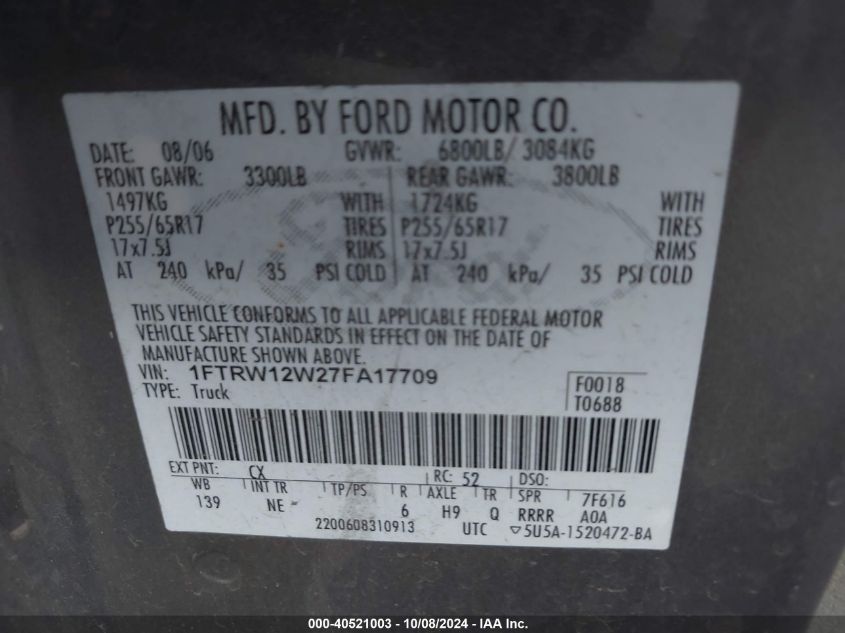 MFD. BY FORD MOTOR CO.
DATE: 08/06 GVWR: 6800LB/ 3084KG
FRONT GAWR: 3300LB REAR GAWR: 3800LB
1497KG WITH 1724KG WITH
P255/65R17 TIRES P255/65R17 TIRES
17x7.5J RIMS 17x7.5J RIMS
AT 240 kPa/ 35 PSI COLD AT 240 kPa/ 35 PSI COLD
THIS VEHICLE CONFORMS TO ALL APPLICABLE FEDERAL MOTOR
VEHICLE SAFETY STANDARDS IN EFFECT ON THE DATE OF
MANUFACTURE SHOWN ABOVE.
VIN: 1FTRW12W27FA17709 F0018
TYPE: Truck T0688
EXT PNT: CX RC: 52 DSO:
WB INT TR TP/PS R AXLE TR SPR 7F616
139 NE 6 H9 Q RRRR AOA
2200608310913 UTC ▽5U5A-1520472-BA
000-40521003 - 10/08/2024 - IAA Inc.